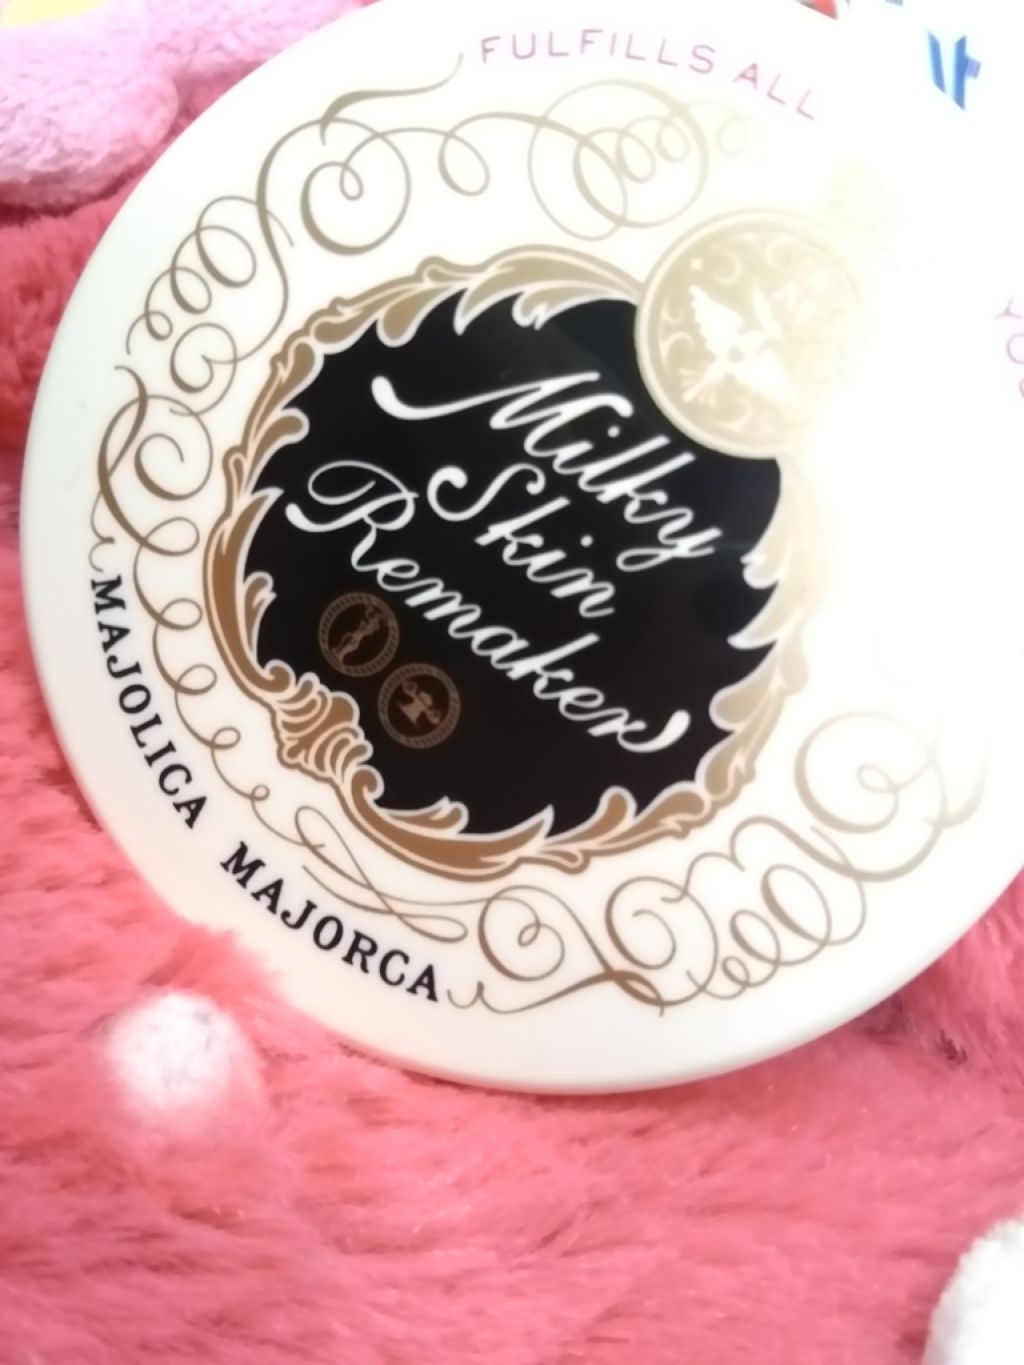 FULFILLS ALL
Milky
Skin
Remaker
MAJOLICA MAJORCA